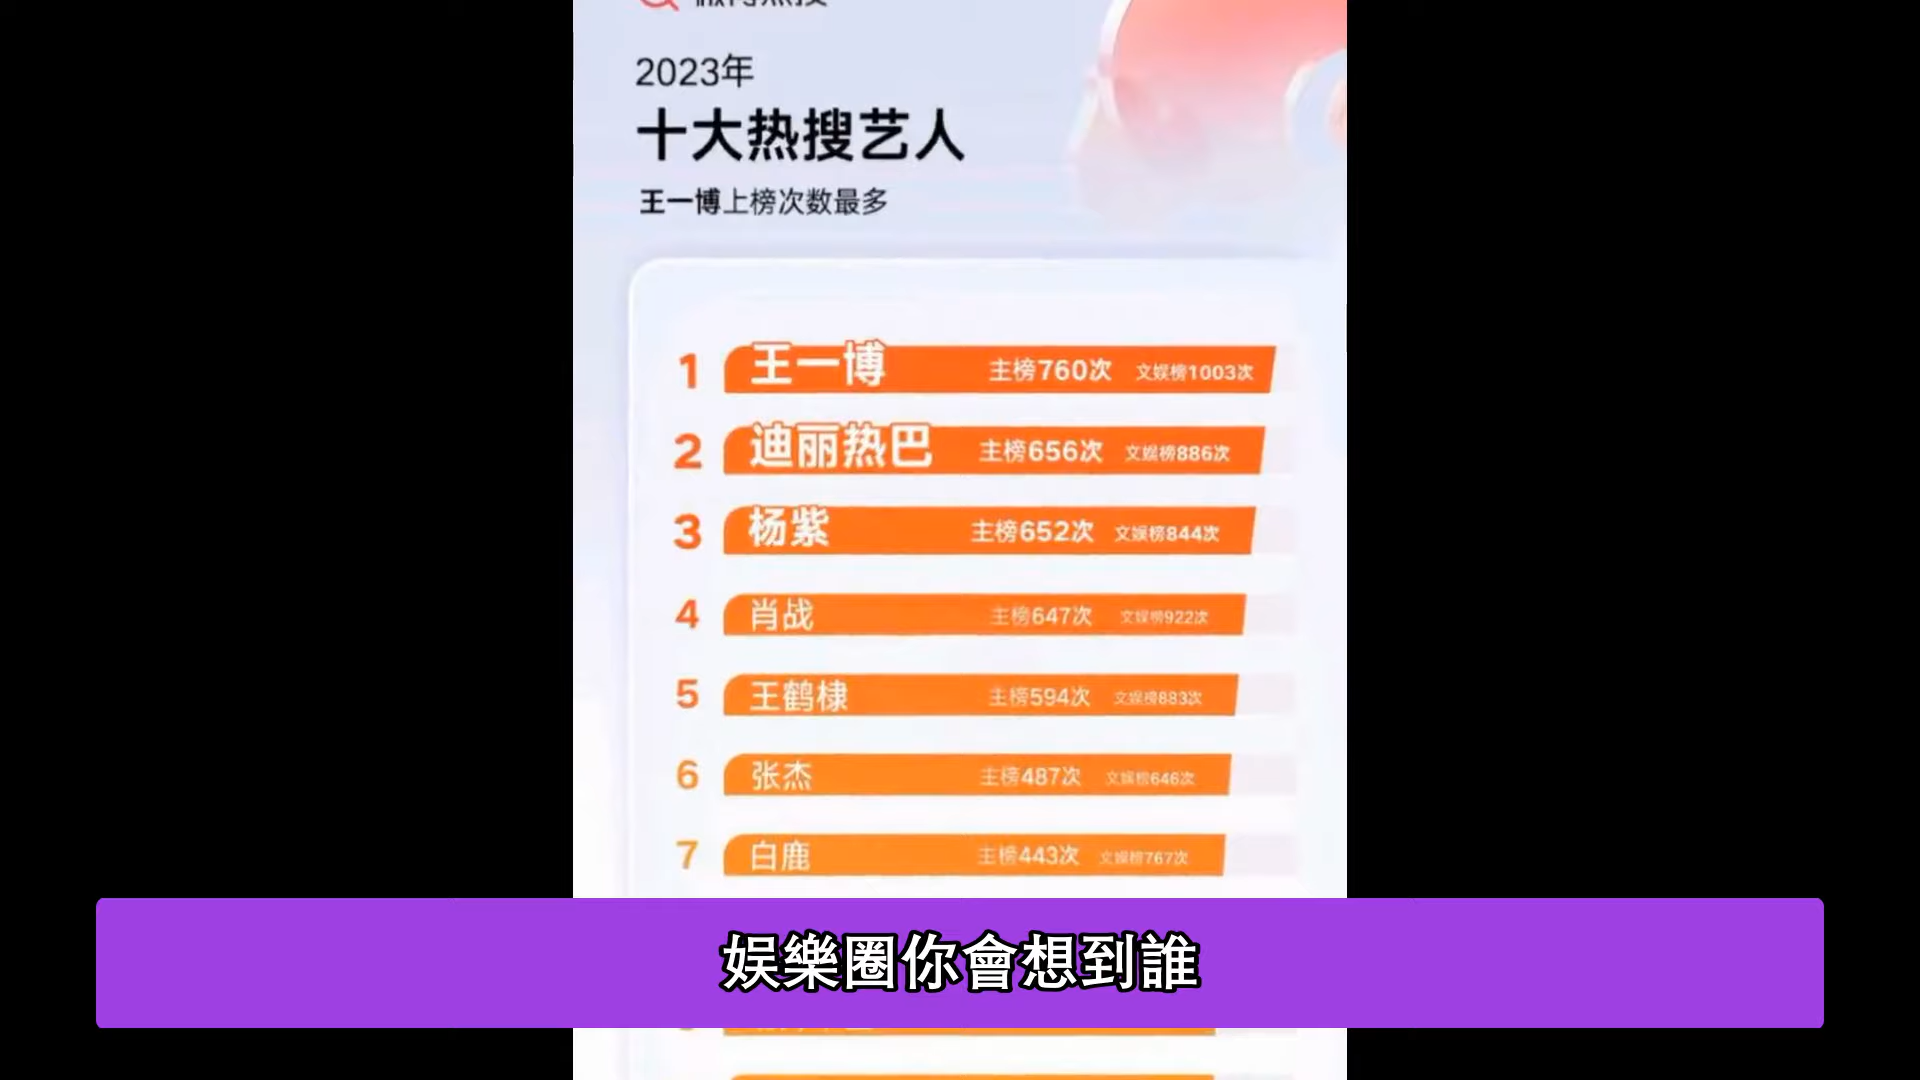 2023年
十大热搜艺人
王一博上榜次数最多
1 王一博 主榜760次 文娱榜1003次
2 迪丽热巴 主榜656次 文娱榜886次
3 杨紫 主榜652次 文娱榜844次
4 肖战 主榜647次 文娱榜922次
5 王鹤棣 主榜594次 文娱榜883次
6 张杰 主榜487次 文娱榜646次
7 白鹿 主榜443次 文娱榜767次
娱樂圈你會想到誰